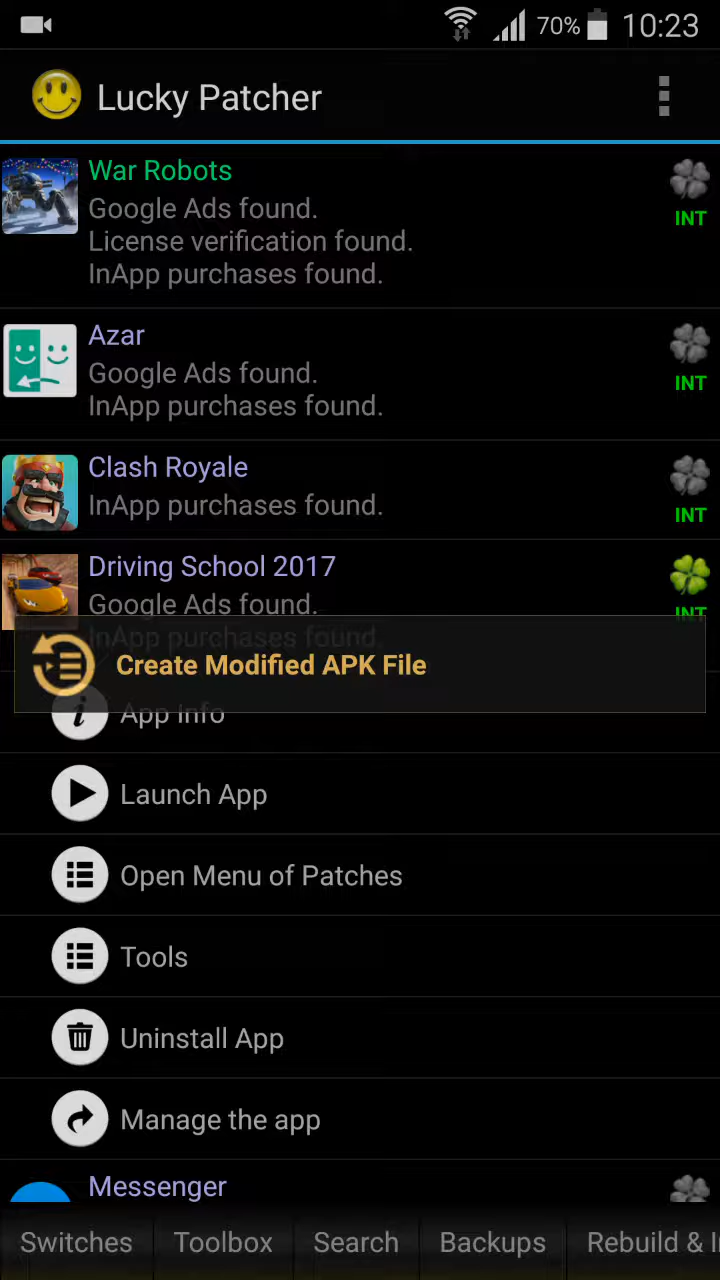 70% 10:23
Lucky Patcher
War Robots
Google Ads found.
License verification found.
InApp purchases found.
INT
Azar
Google Ads found.
InApp purchases found.
INT
Clash Royale
InApp purchases found.
INT
Driving School 2017
Google Ads found.
InApp purchases found.
INT
Create Modified APK File
App Info
Launch App
Open Menu of Patches
Tools
Uninstall App
Manage the app
Messenger
Switches Toolbox Search Backups Rebuild & I